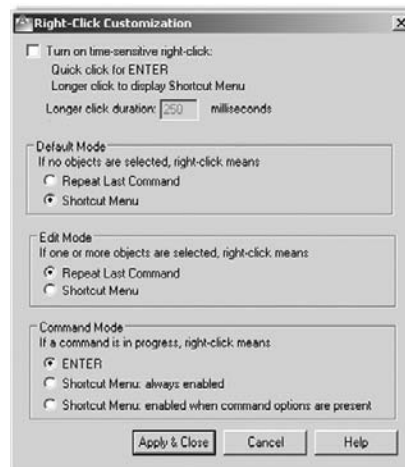 Right-Click Customization
Turn on time-sensitive right-click:
Quick click for ENTER
Longer click to display Shortcut Menu
Longer click duration: 250 milliseconds
Default Mode
If no objects are selected, right-click means
Repeat Last Command
Shortcut Menu
Edit Mode
If one or more objects are selected, right-click means
Repeat Last Command
Shortcut Menu
Command Mode
If a command is in progress, right-click means
ENTER
Shortcut Menu: always enabled
Shortcut Menu: enabled when command options are present
Apply & Close Cancel Help